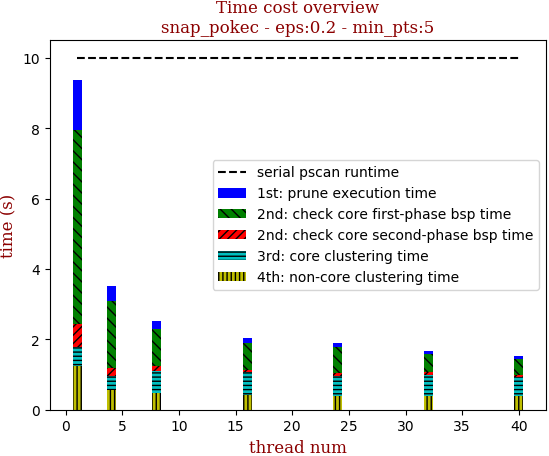 Time cost overview
snap_pokec - eps:0.2 - min_pts:5
time (s)
10
8
6
4
2
0
serial pscan runtime
1st: prune execution time
2nd: check core first-phase bsp time
2nd: check core second-phase bsp time
3rd: core clustering time
4th: non-core clustering time
0 5 10 15 20 25 30 35 40
thread num